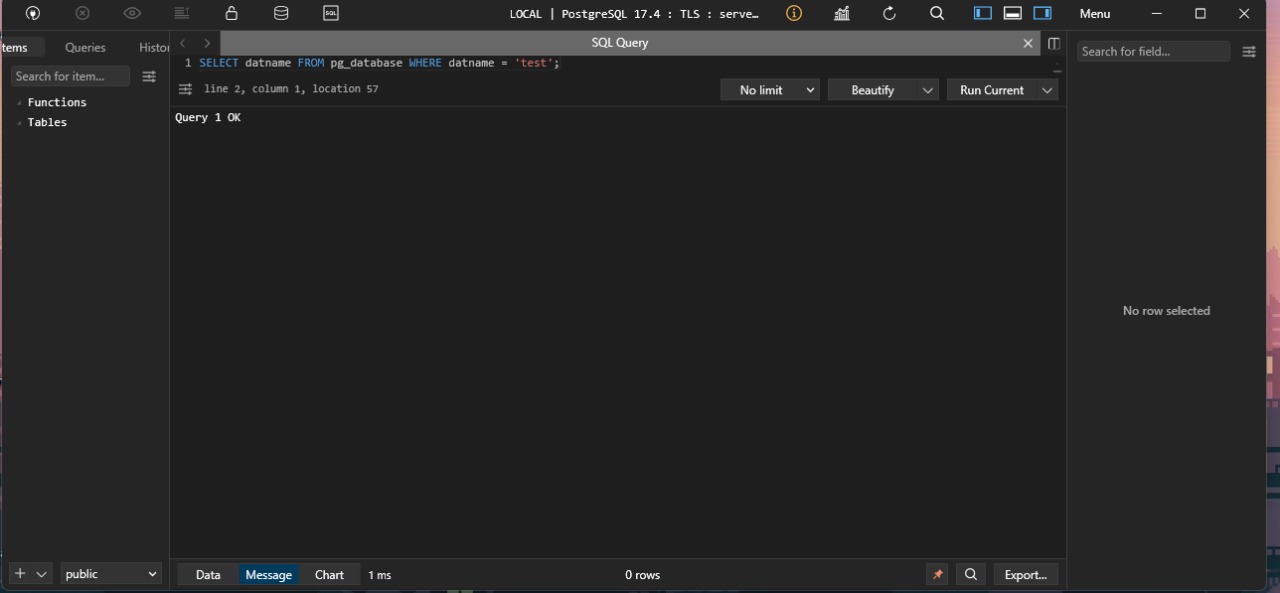 SQL
LOCAL | PostgreSQL 17.4 : TLS : serve…
Menu
tems
Queries
Histor
SQL Query
Search for item...
Functions
Tables
1 SELECT datname FROM pg_database WHERE datname = 'test';
line 2, column 1, location 57
No limit
Beautify
Run Current
Query 1 OK
Search for field...
No row selected
public
Data
Message
Chart
1 ms
0 rows
Export...